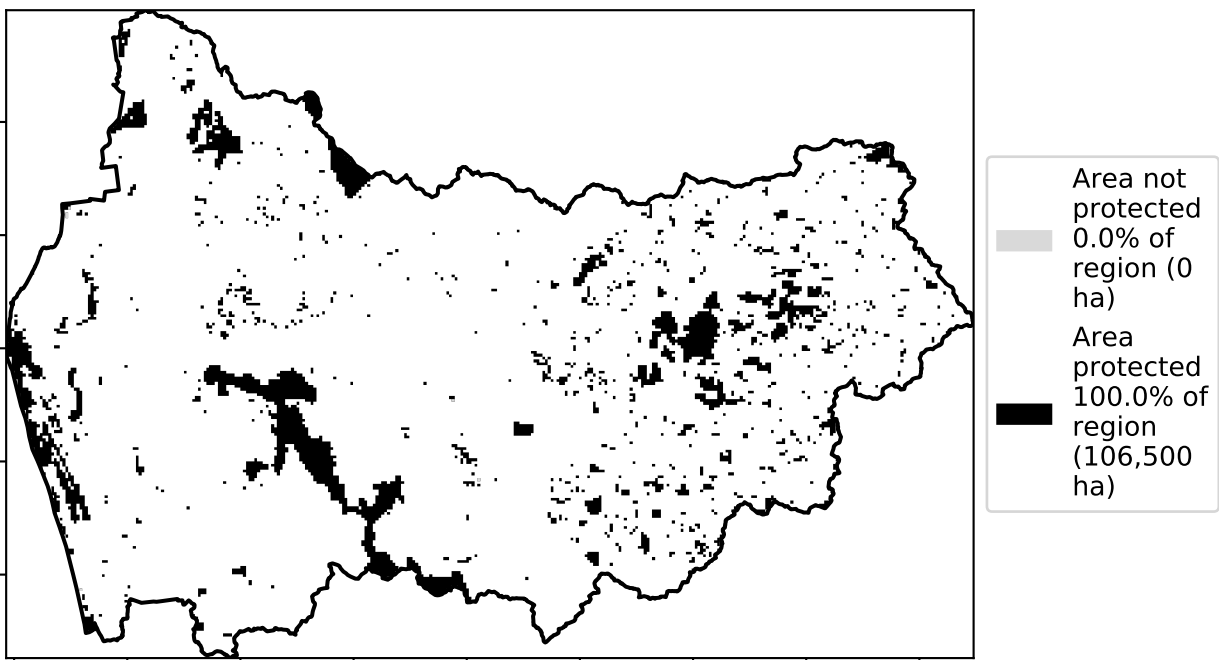 Area not
protected
0.0% of
region (0
ha)
Area
protected
100.0% of
region
(106,500
ha)